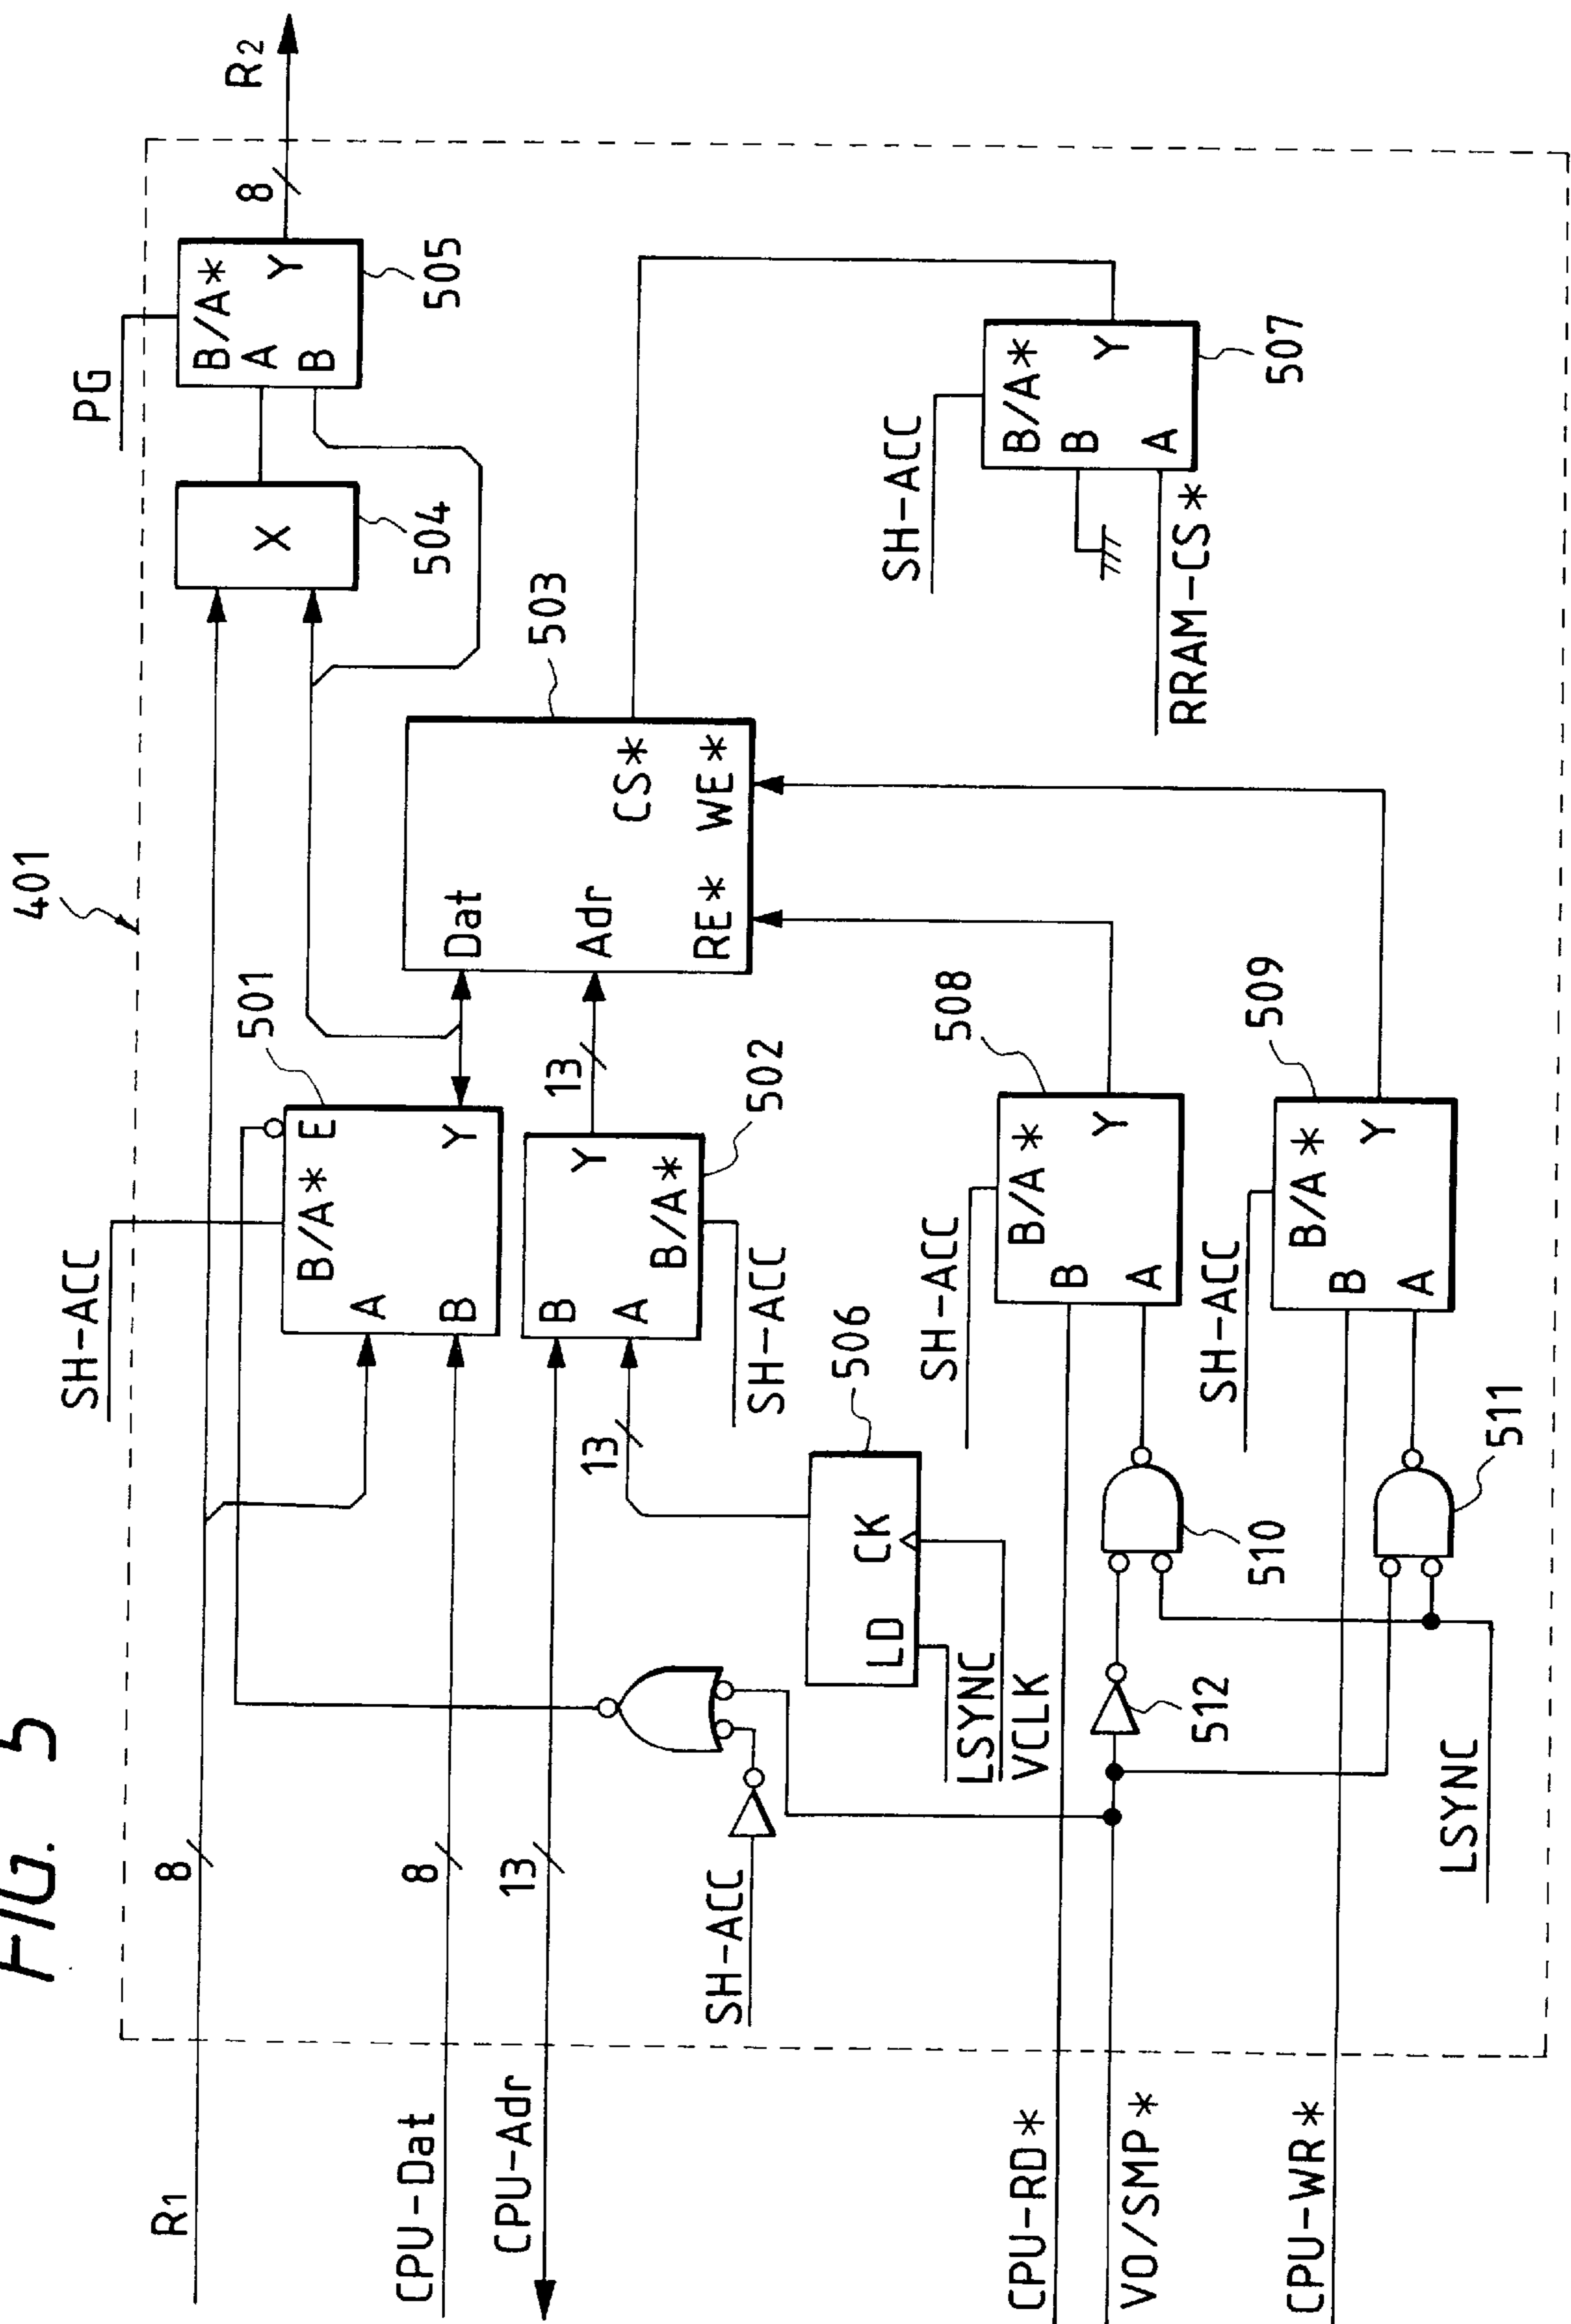 FIG. 5
401
R1
8
CPU-Dat
8
CPU-Adr
13
SH-ACC
B/A*
E
A
B
Y
501
B
A
Y
B/A*
502
SH-ACC
13
13
Dat
Adr
CS*
RE*
WE*
503
X
504
PG
B/A*
A
B
Y
505
8
R2
SH-ACC
LD
CK
506
LSYNC
VCLK
SH-ACC
B/A*
B
A
Y
507
RRAM-CS*
CPU-RD*
VO/SMP*
CPU-WR*
512
510
SH-ACC
B/A*
B
A
Y
508
511
SH-ACC
B/A*
B
A
Y
509
LSYNC